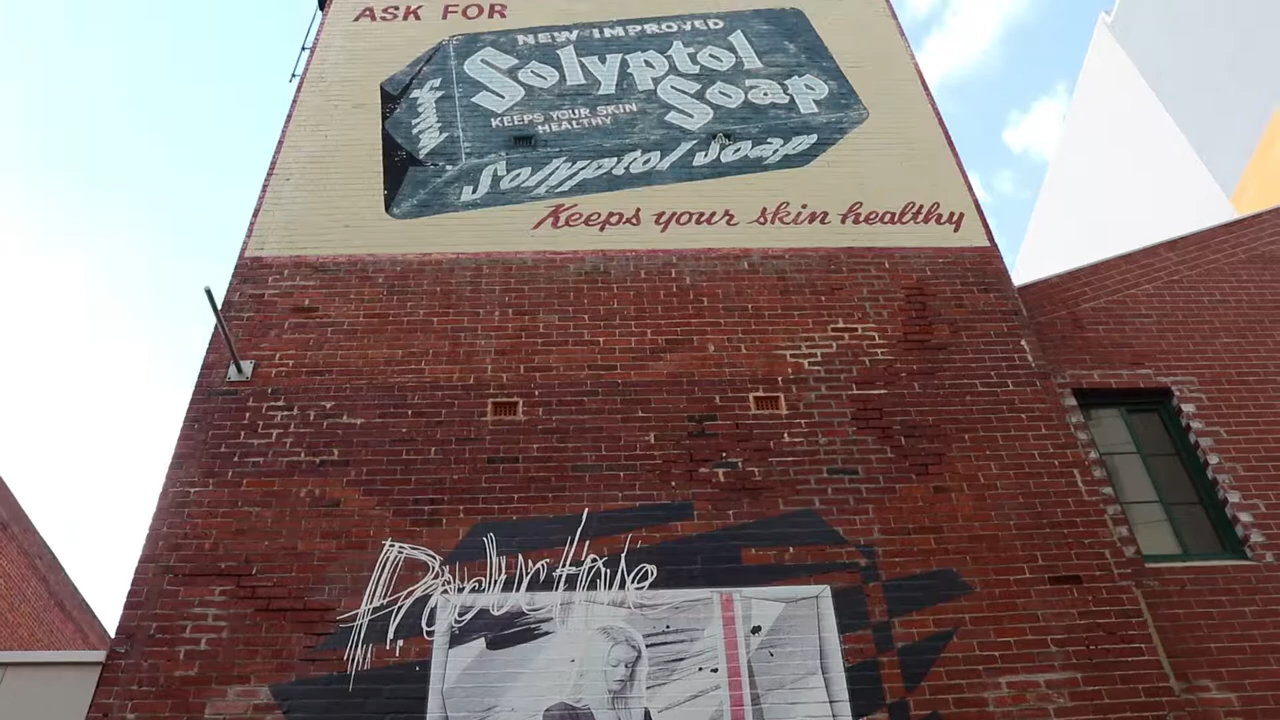 ASK FOR
NEW IMPROVED
Solyptol
Soap
KEEPS YOUR SKIN
HEALTHY
Solyptol Soap
Keeps your skin healthy
Productive